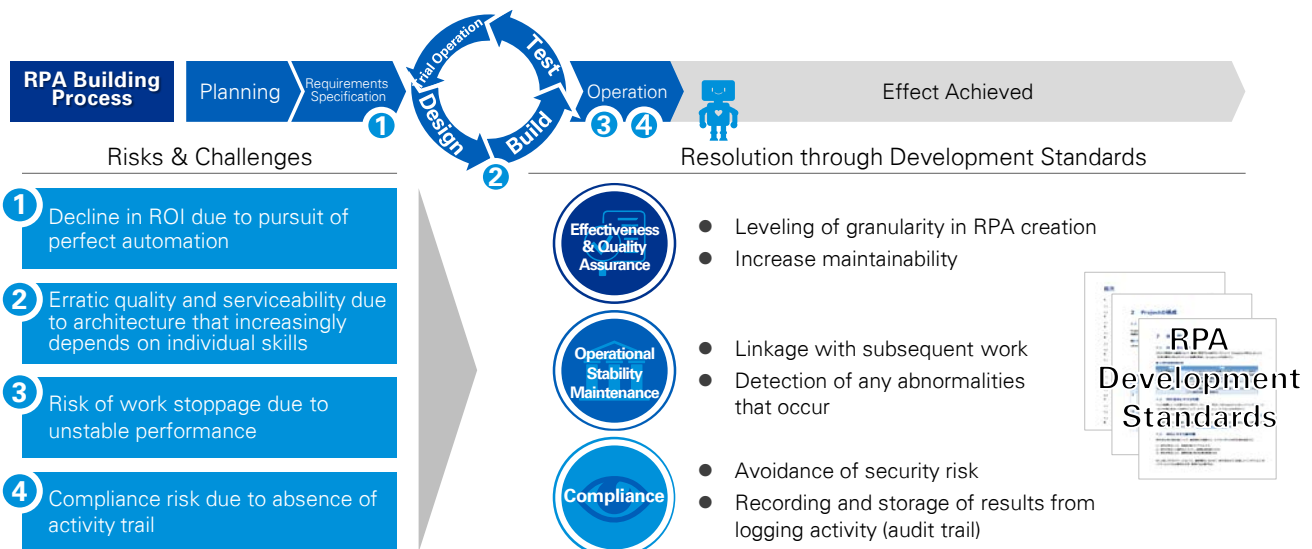 RPA Building
Process
Planning
Requirements
Specification
1
Trial Operation
Test
Design
Build
2
Operation
3 4
Effect Achieved
Risks & Challenges
1
Decline in ROI due to pursuit of
perfect automation
2
Erratic quality and serviceability due
to architecture that increasingly
depends on individual skills
3
Risk of work stoppage due to
unstable performance
4
Compliance risk due to absence of
activity trail
Resolution through Development Standards
Effectiveness
& Quality
Assurance
● Leveling of granularity in RPA creation
● Increase maintainability
Operational
Stability
Maintenance
● Linkage with subsequent work
● Detection of any abnormalities
that occur
Compliance
● Avoidance of security risk
● Recording and storage of results from
logging activity (audit trail)
RPA
Development
Standards